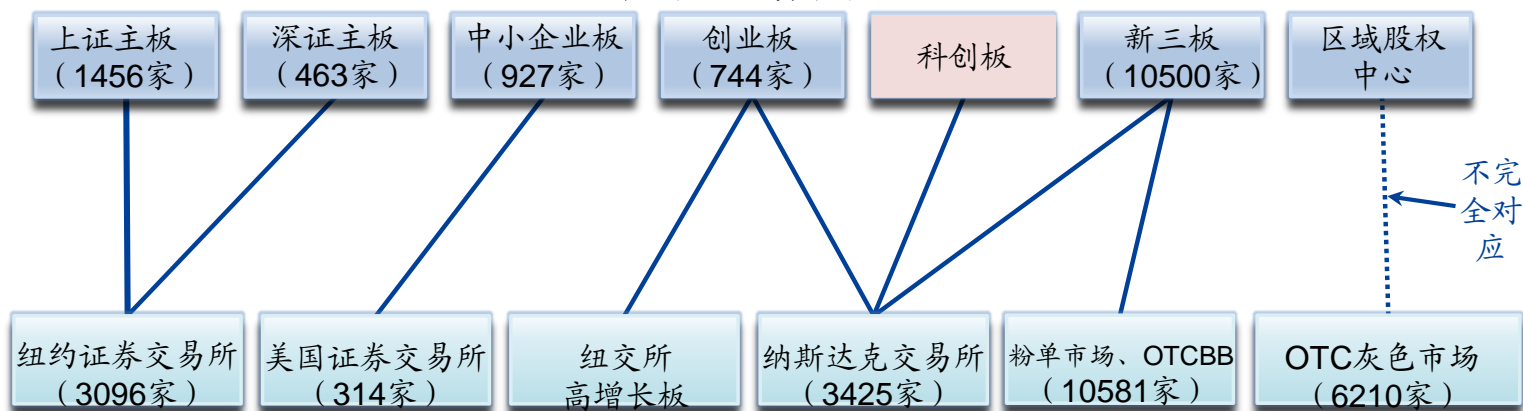 上证主板
（1456家）
深证主板
（463家）
中小企业板
（927家）
创业板
（744家）
科创板
新三板
（10500家）
区域股权
中心
不完
全对
应
纽约证券交易所
（3096家）
美国证券交易所
（314家）
纽交所
高增长板
纳斯达克交易所
（3425家）
粉单市场、OTCBB
（10581家）
OTC灰色市场
（6210家）